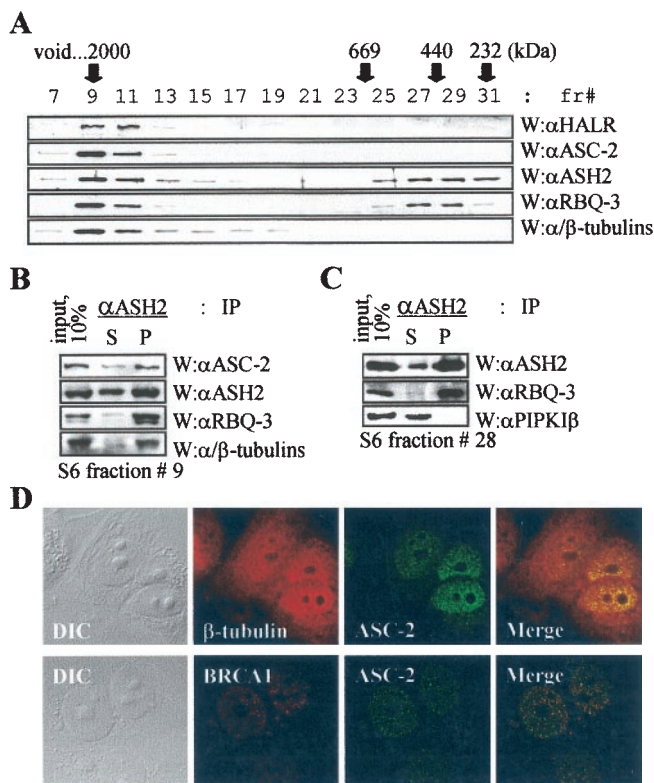 A
void...2000 669 440 232 (kDa)
7 9 11 13 15 17 19 21 23 25 27 29 31 : fr#
W:αHALR
W:αASC-2
W:αASH2
W:αRBQ-3
W:α/β-tubulins
B
input, 10% αASH2 : IP
S P
W:αASC-2
W:αASH2
W:αRBQ-3
W:α/β-tubulins
S6 fraction # 9
C
input, 10% αASH2 : IP
S P
W:αASH2
W:αRBQ-3
W:αPIPKIβ
S6 fraction # 28
D
DIC β-tubulin ASC-2 Merge
DIC BRCA1 ASC-2 Merge